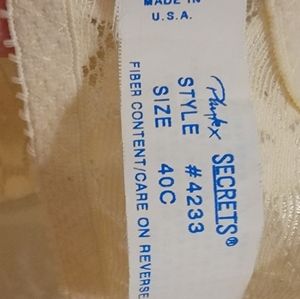 MADE IN
U.S.A.
Playtex SECRETS®
STYLE #4233
SIZE 40C
FIBER CONTENT/CARE ON REVERSE